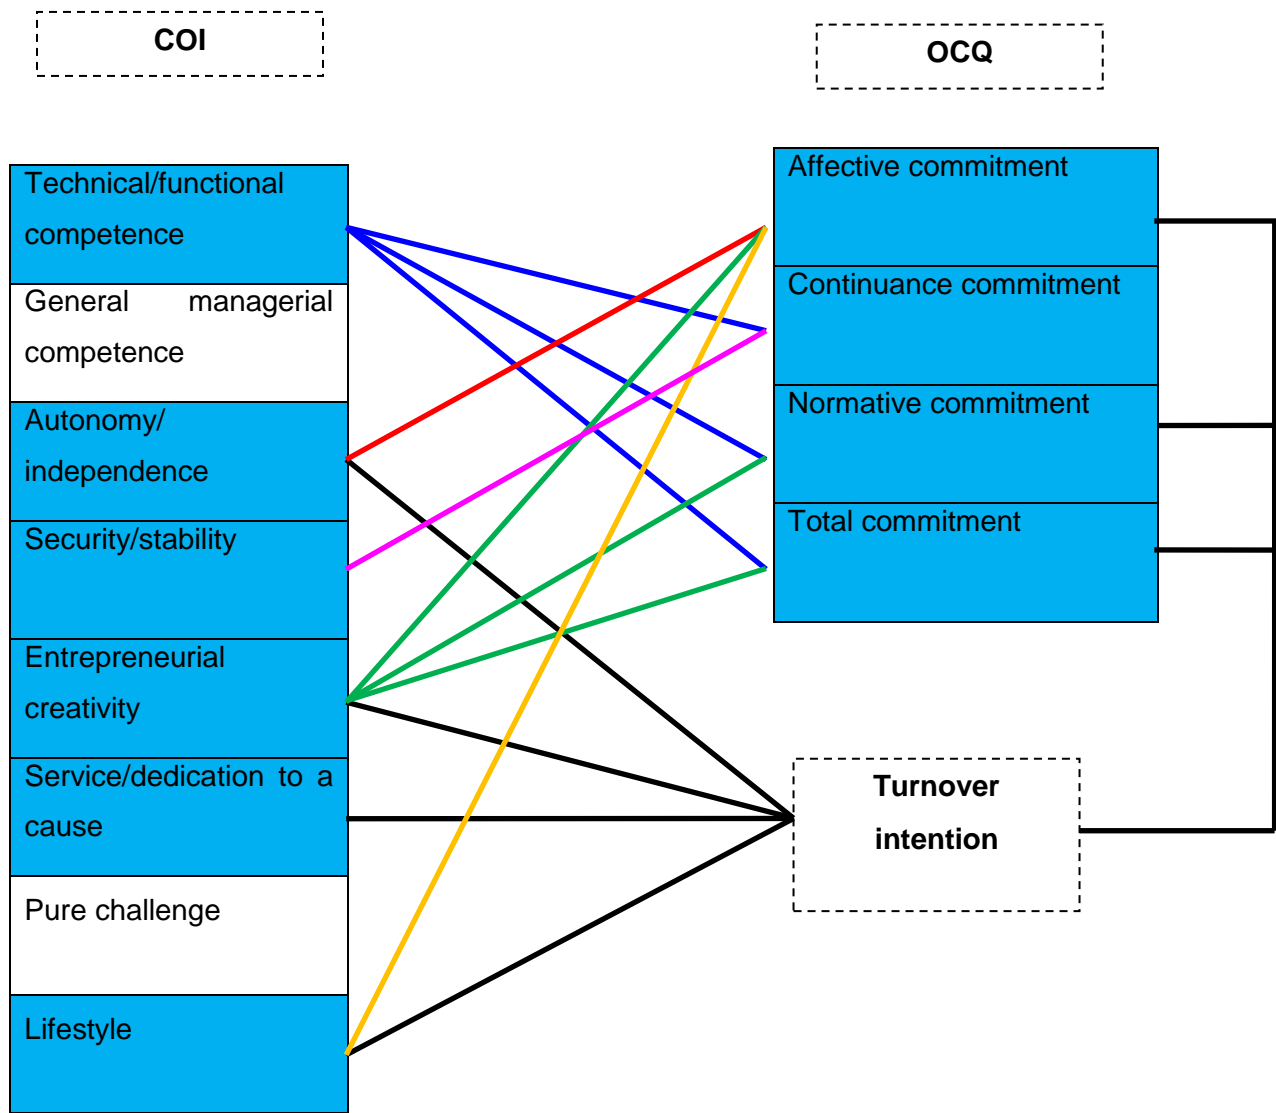 COI
OCQ
Technical/functional
competence
General managerial
competence
Autonomy/
independence
Security/stability
Entrepreneurial
creativity
Service/dedication to a
cause
Pure challenge
Lifestyle
Affective commitment
Continuance commitment
Normative commitment
Total commitment
Turnover
intention